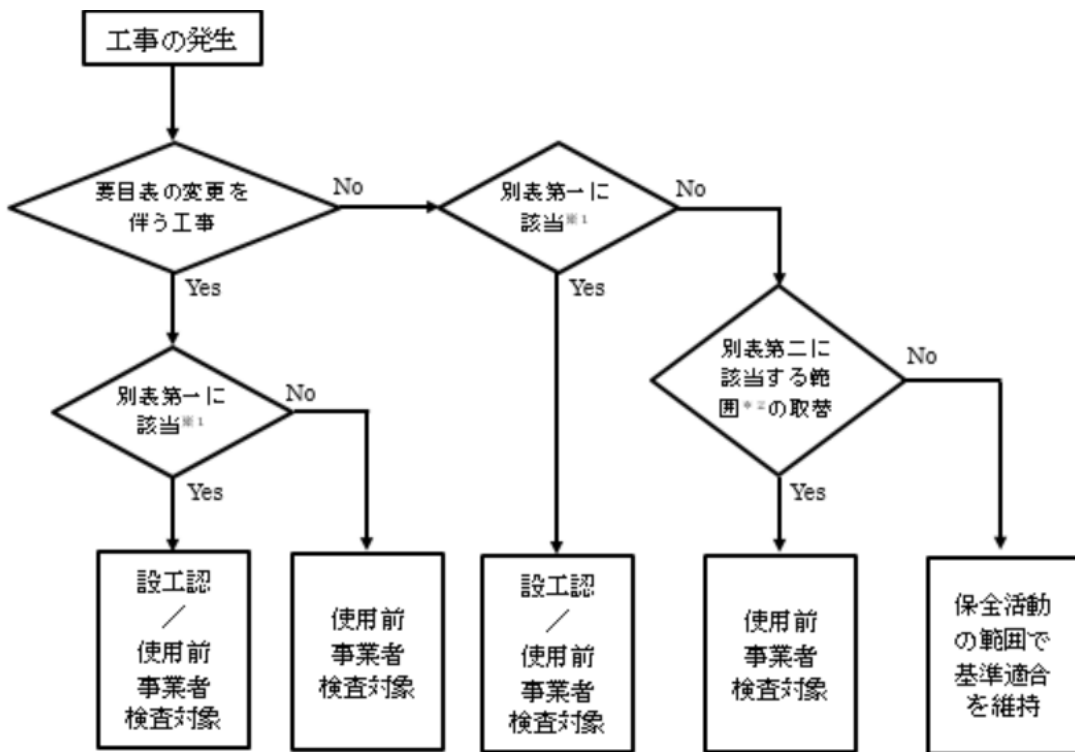 工事の発生
要目表の変更を
伴う工事
No
Yes
別表第一に
該当※1
No
Yes
別表第二に
該当する範
囲※2の取替
No
Yes
別表第一に
該当※1
No
Yes
設工認
/
使用前
事業者
検査対象
使用前
事業者
検査対象
設工認
/
使用前
事業者
検査対象
使用前
事業者
検査対象
保全活動
の範囲で
基準適合
を維持